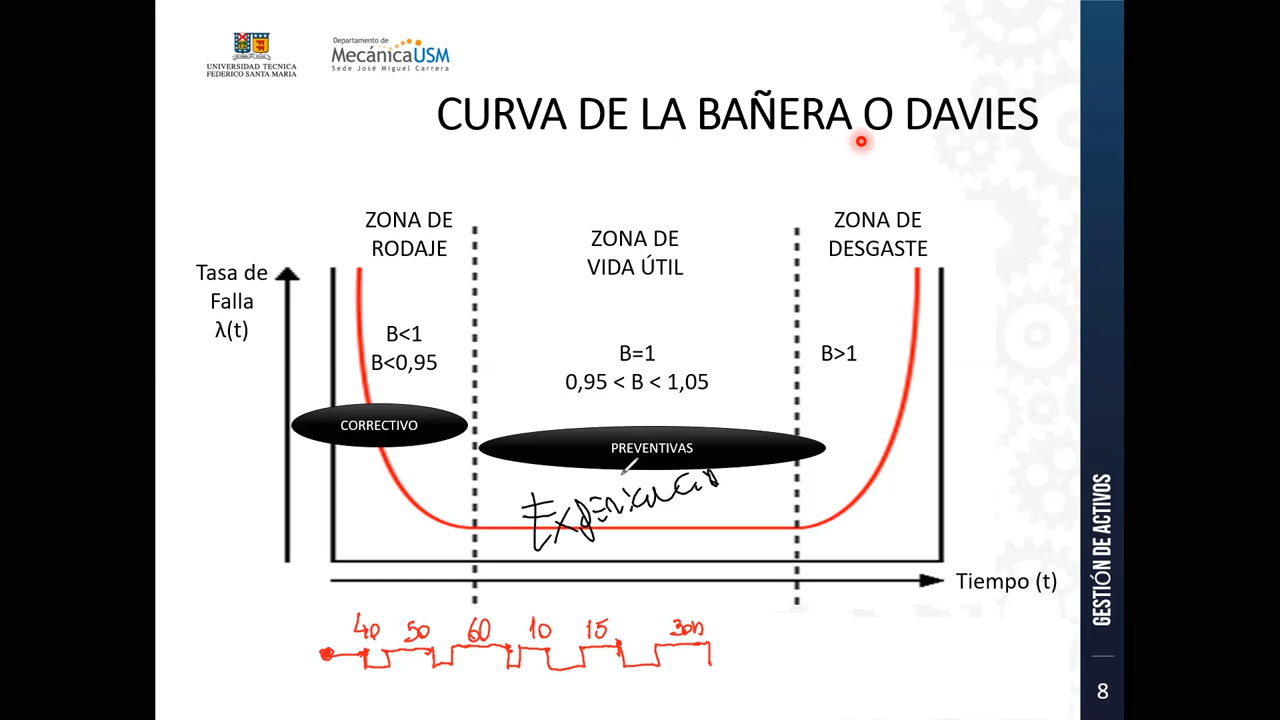 UNIVERSIDAD TECNICA
FEDERICO SANTA MARIA
Departamento de
MecánicaUSM
Sede José Miguel Carrera
CURVA DE LA BAÑERA O DAVIES
ZONA DE
RODAJE
ZONA DE
VIDA ÚTIL
ZONA DE
DESGASTE
Tasa de
Falla
λ(t)
B<1
B<0,95
B=1
0,95 < B < 1,05
B>1
CORRECTIVO
PREVENTIVAS
Experiencia
Tiempo (t)
40 50 60 10 15
GESTIÓN DE ACTIVOS
8